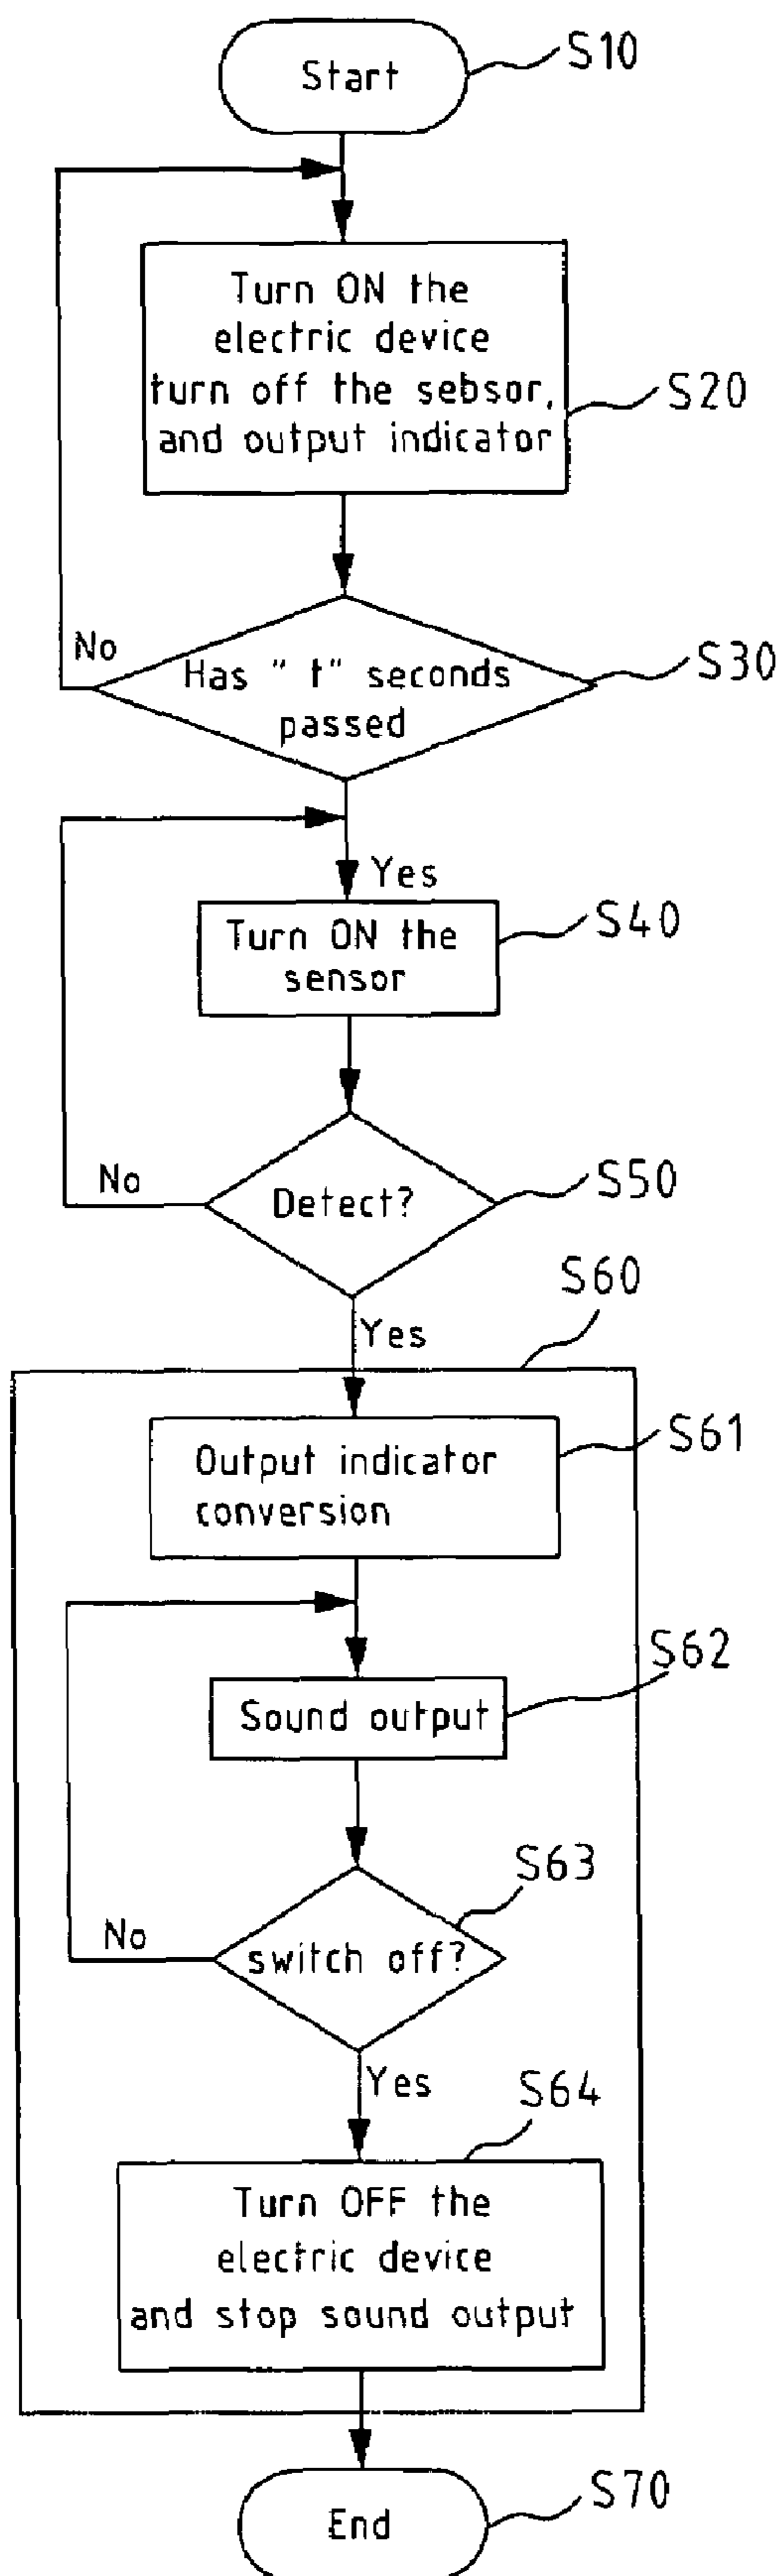 Start
S10
Turn ON the
electric device
turn off the sebsor,
and output indicator
S20
No
Has " t" seconds
passed
S30
Yes
Turn ON the
sensor
S40
No
Detect?
S50
Yes
S60
Output indicator
conversion
S61
Sound output
S62
No
switch off?
S63
Yes
S64
Turn OFF the
electric device
and stop sound output
End
S70